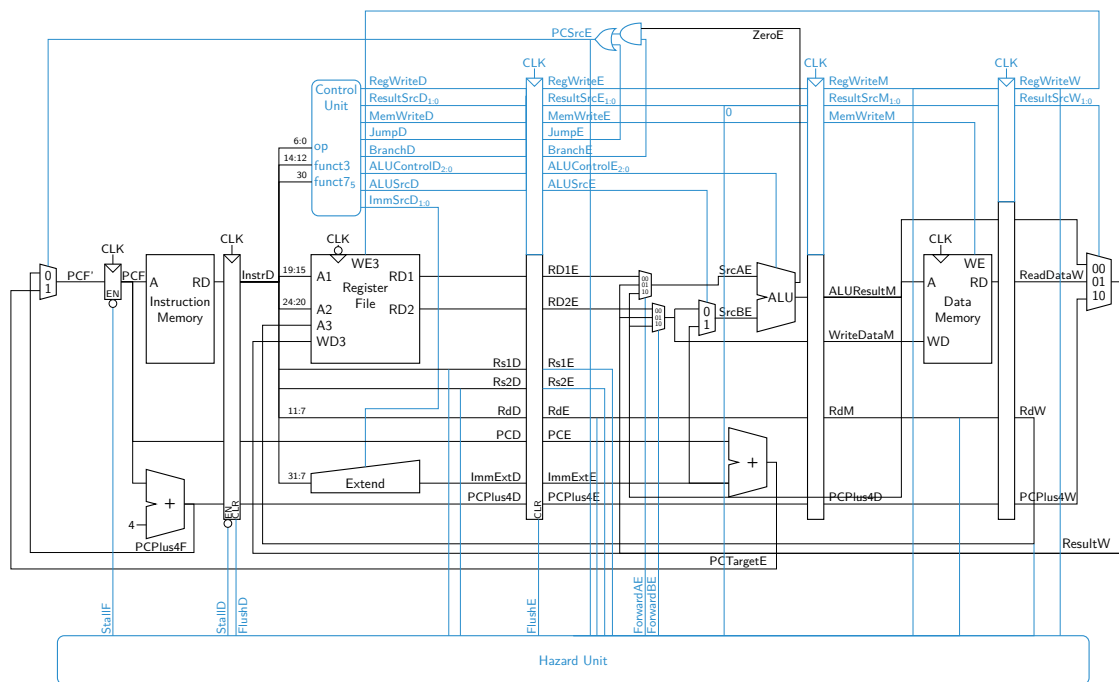 PCSrcE
ZeroE
CLK
CLK
CLK
Control
Unit
RegWriteD
RegWriteE
RegWriteM
RegWriteW
ResultSrcD1:0
ResultSrcE1:0
ResultSrcM1:0
ResultSrcW1:0
0
MemWriteD
MemWriteE
MemWriteM
JumpD
JumpE
6:0
op
BranchD
BranchE
14:12
funct3
ALUControlD2:0
ALUControlE2:0
30
funct75
ALUSrcD
ALUSrcE
ImmSrcD1:0
CLK
CLK
CLK
CLK
WE3
WE
0
1
PCF'
PCF
EN
A
RD
Instruction
Memory
InstrD
19:15
A1
RD1
Register
File
24:20
A2
RD2
A3
WD3
RD1E
RD2E
00
01
10
00
01
10
SrcAE
0
1
SrcBE
ALU
ALUResultM
WriteDataM
A
RD
Data
Memory
WD
ReadDataW
00
01
10
Rs1D
Rs1E
Rs2D
Rs2E
11:7
RdD
RdE
RdM
RdW
PCD
PCE
+
31:7
Extend
ImmExtD
ImmExtE
+
4
PCPlus4D
PCPlus4E
PCPlus4D
PCPlus4W
EN
CLR
CLR
PCPlus4F
ResultW
PCTargetE
StallF
StallD
FlushD
FlushE
ForwardAE
ForwardBE
Hazard Unit